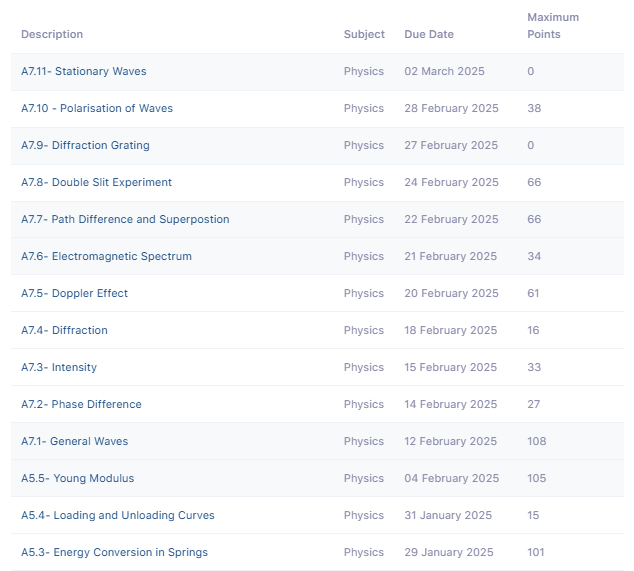 Description Subject Due Date Maximum Points
A7.11- Stationary Waves Physics 02 March 2025 0
A7.10 - Polarisation of Waves Physics 28 February 2025 38
A7.9- Diffraction Grating Physics 27 February 2025 0
A7.8- Double Slit Experiment Physics 24 February 2025 66
A7.7- Path Difference and Superpostion Physics 22 February 2025 66
A7.6- Electromagnetic Spectrum Physics 21 February 2025 34
A7.5- Doppler Effect Physics 20 February 2025 61
A7.4- Diffraction Physics 18 February 2025 16
A7.3- Intensity Physics 15 February 2025 33
A7.2- Phase Difference Physics 14 February 2025 27
A7.1- General Waves Physics 12 February 2025 108
A5.5- Young Modulus Physics 04 February 2025 105
A5.4- Loading and Unloading Curves Physics 31 January 2025 15
A5.3- Energy Conversion in Springs Physics 29 January 2025 101